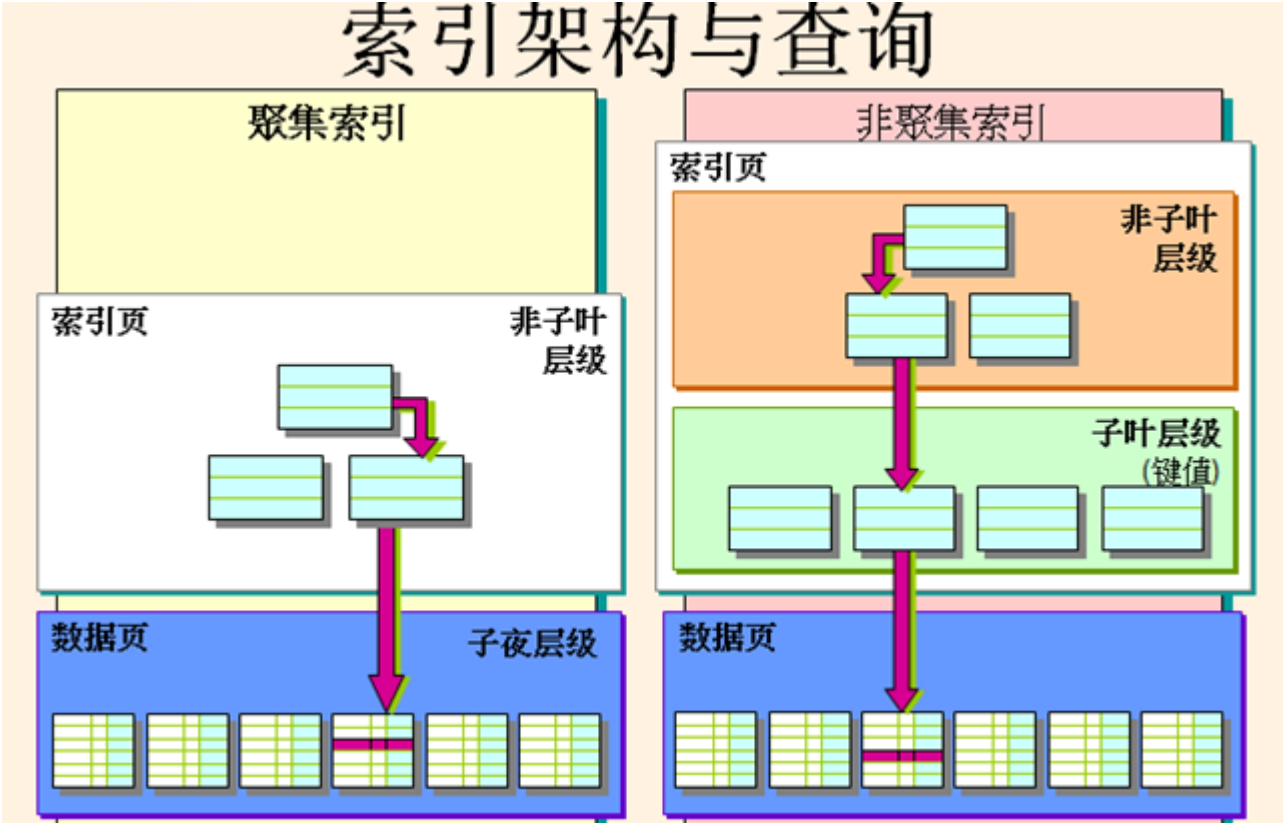 索引架构与查询
聚集索引
索引页
非子叶
层级
数据页
子夜层级
非聚集索引
索引页
非子叶
层级
子叶层级
(键值)
数据页